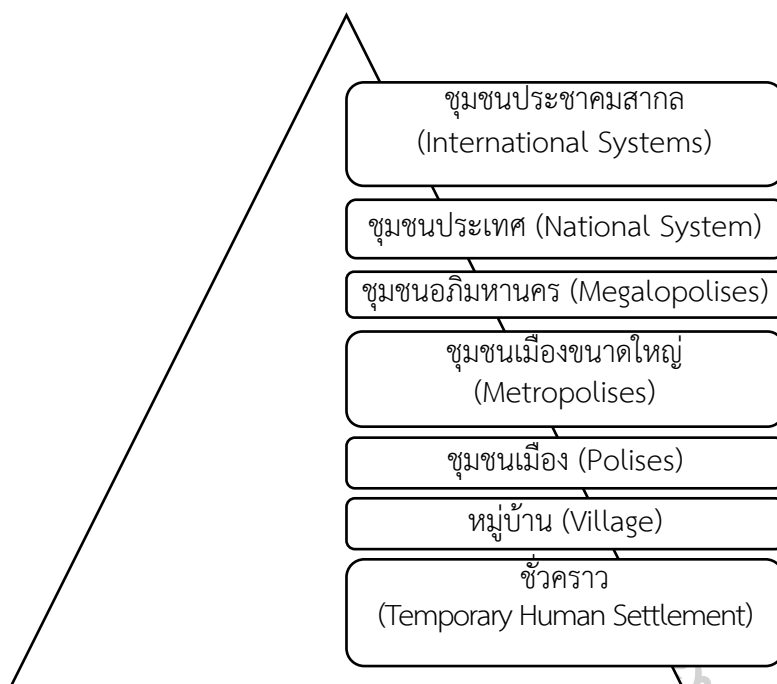 ชุมชนประชาคมสากล
(International Systems)
ชุมชนประเทศ (National System)
ชุมชนอภิมหานคร (Megalopolises)
ชุมชนเมืองขนาดใหญ่
(Metropolises)
ชุมชนเมือง (Polises)
หมู่บ้าน (Village)
ชั่วคราว
(Temporary Human Settlement)